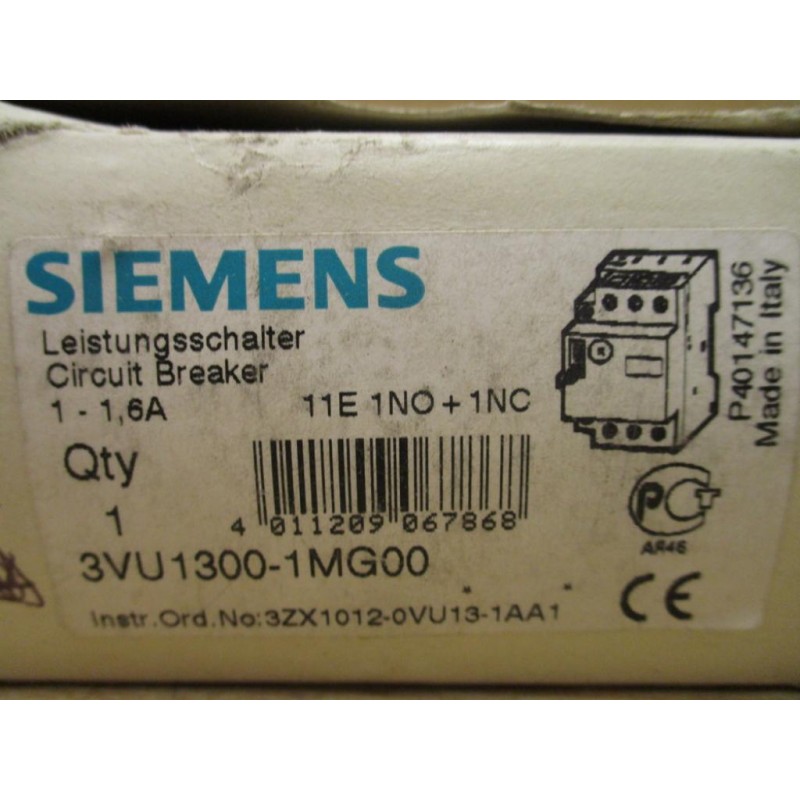 SIEMENS
Leistungsschalter
Circuit Breaker
1 - 1,6A
11E 1NO + 1NC
Qty
1
4 011209 067868
3VU1300-1MG00
Instr.Ord.No:3ZX1012-0VU13-1AA1
P40147136
Made in Italy
PC
CE